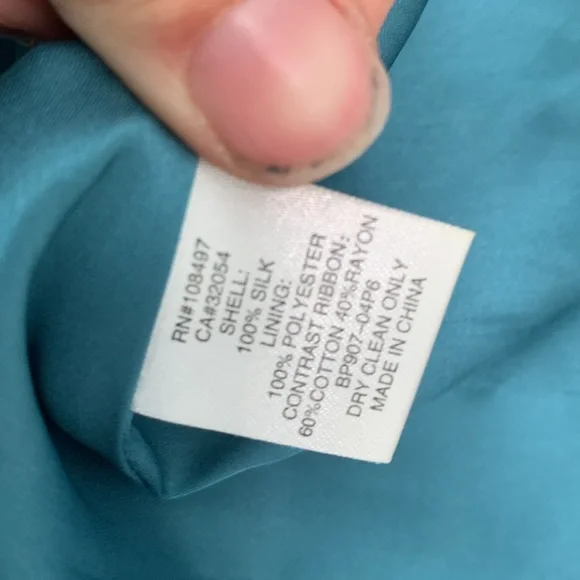 RN#108497
CA#32054
SHELL:
100% SILK
LINING:
100% POLYESTER
CONTRAST RIBBON:
60%COTTON 40%RAYON
BP907-04P6
DRY CLEAN ONLY
MADE IN CHINA